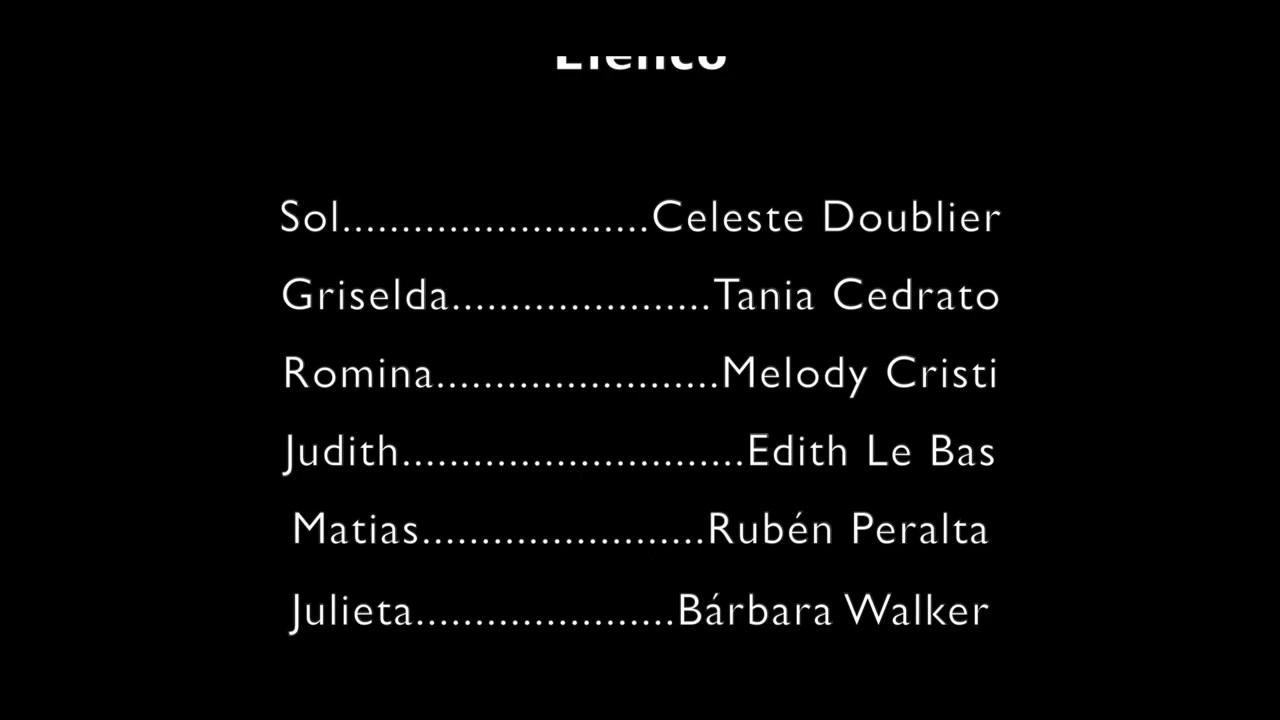 Elenco
Sol..........................Celeste Doublier
Griselda......................Tania Cedrato
Romina........................Melody Cristi
Judith.............................Edith Le Bas
Matias........................Rubén Peralta
Julieta......................Bárbara Walker